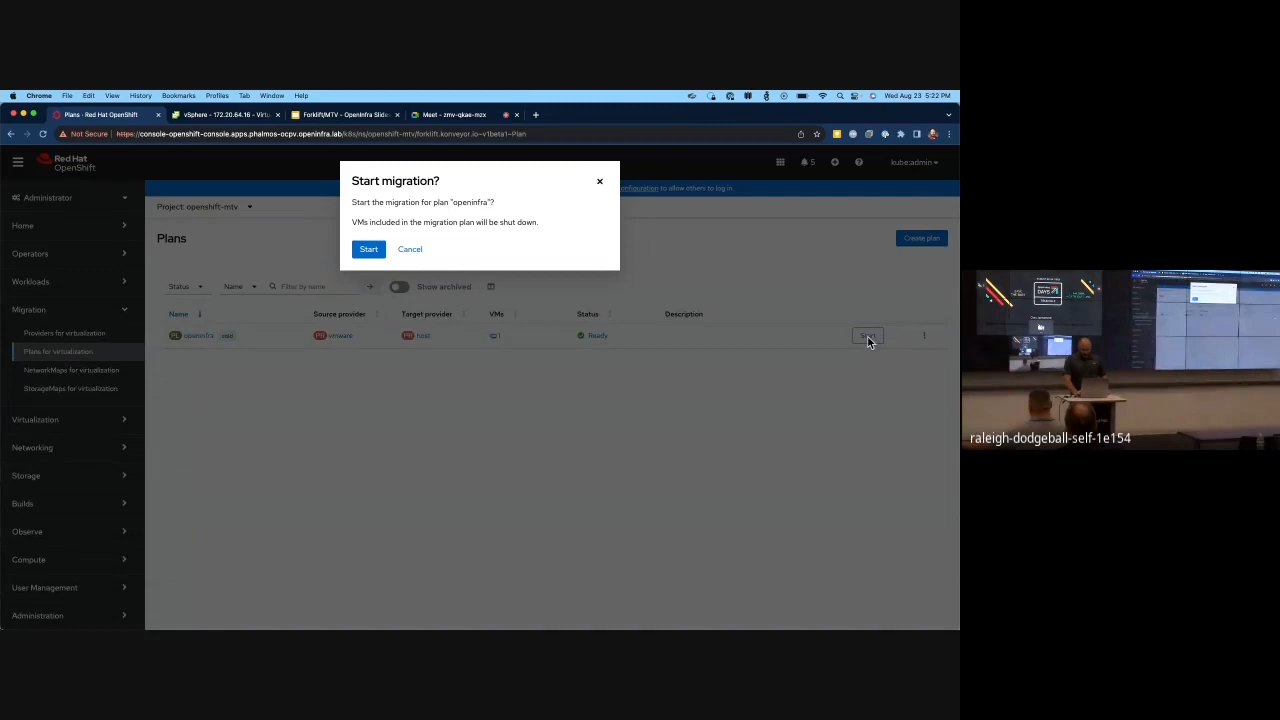 Chrome File Edit View History Bookmarks Profiles Tab Window Help
Wed Aug 23 5:22 PM
Plans · Red Hat OpenShift
vSphere - 172.20.64.16 - Virtu
Forklift/MTV - OpenInfra Slides
Meet - zmv-qkae-mzx
Not Secure
https://console-openshift-console.apps.phalmos-ocpv.openinfra.lab/k8s/ns/openshift-mtv/forklift.konveyor.io~v1beta1~Plan
Red Hat
OpenShift
5
kube:admin
configuration to allow others to log in.
Start migration?
Start the migration for plan "openinfra"?
VMs included in the migration plan will be shut down.
Start Cancel
Administrator
Home
Operators
Workloads
Migration
Providers for virtualization
Plans for virtualization
NetworkMaps for virtualization
StorageMaps for virtualization
Virtualization
Networking
Storage
Builds
Observe
Compute
User Management
Administration
Project: openshift-mtv
Plans
Create plan
Status Name Filter by name Show archived
Name Source provider Target provider VMs Status Description
openinfra vmware host 1 Ready Start
raleigh-dodgeball-self-1e154